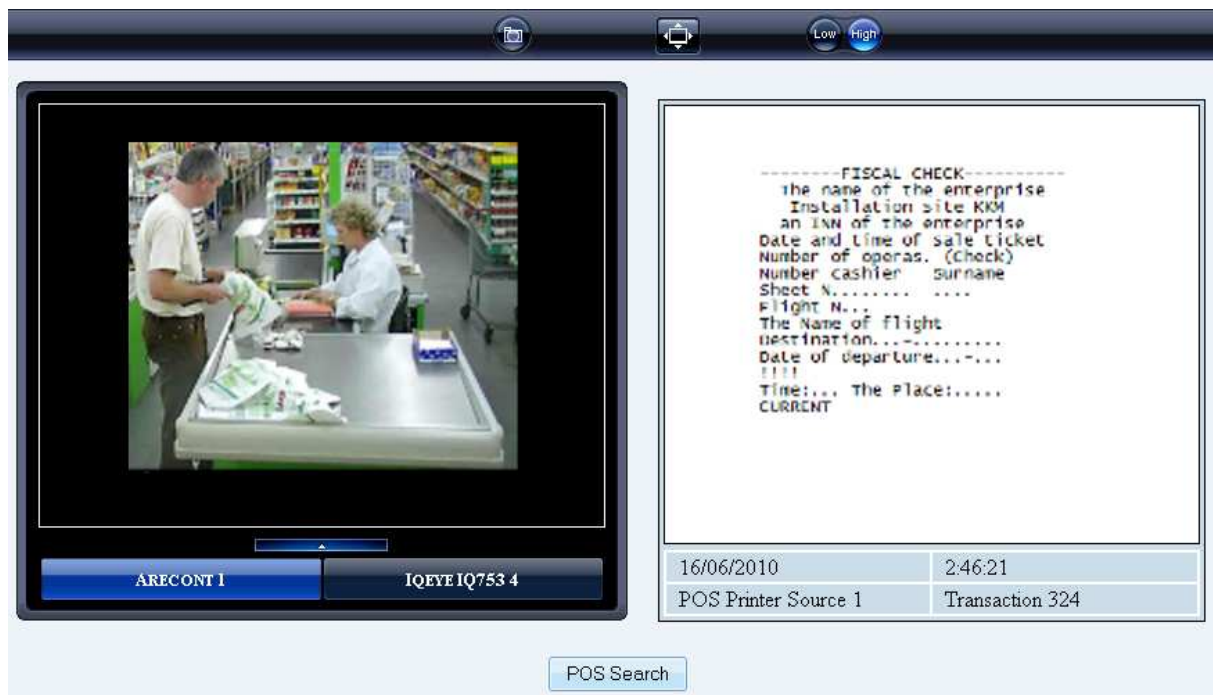 Low High
--------FISCAL CHECK----------
The name of the enterprise
Installation site KKM
an INN of the enterprise
Date and time of sale ticket
Number of operas. (Check)
Number cashier Surname
Sheet N........ ....
Flight N...
The Name of flight
Destination...-.........
Date of departure...-...
!!!!
Time:... The Place:.....
CURRENT
ARECONT 1 IQEYE IQ753 4
16/06/2010 2:46:21
POS Printer Source 1 Transaction 324
POS Search